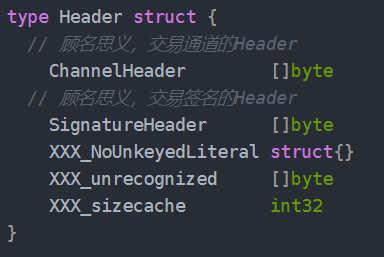 type Header struct {
// 顾名思义，交易通道的Header
ChannelHeader []byte
// 顾名思义，交易签名的Header
SignatureHeader []byte
XXX_NoUnkeyedLiteral struct{}
XXX_unrecognized []byte
XXX_sizecache int32
}